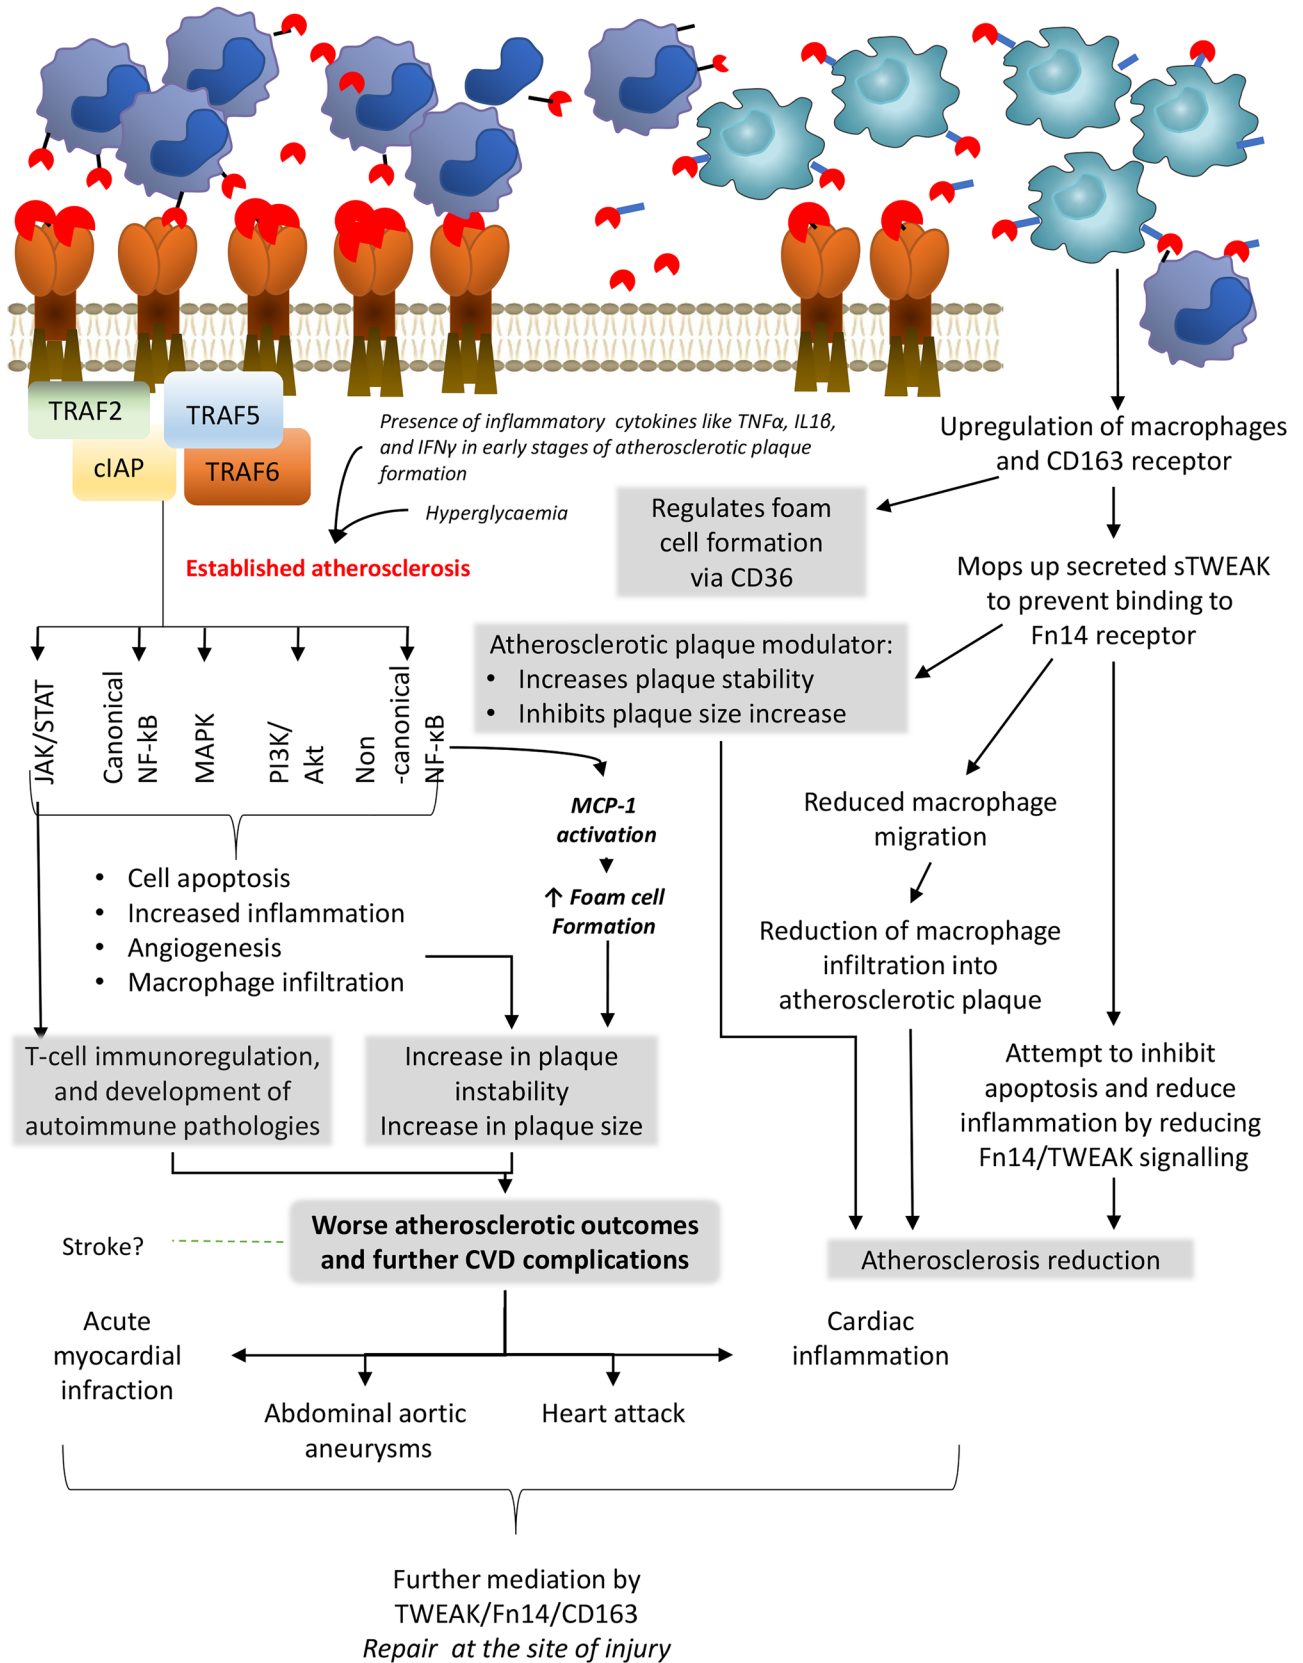 TRAF2
TRAF5
cIAP
TRAF6
Presence of inflammatory cytokines like TNFα, IL1β,
and IFNγ in early stages of atherosclerotic plaque
formation
Hyperglycaemia
Established atherosclerosis
Upregulation of macrophages
and CD163 receptor
Regulates foam
cell formation
via CD36
Mops up secreted sTWEAK
to prevent binding to
Fn14 receptor
Atherosclerotic plaque modulator:
• Increases plaque stability
• Inhibits plaque size increase
JAK/STAT
Canonical
NF-kB
MAPK
PI3K/
Akt
Non
-canonical
NF-κB
MCP-1
activation
↑ Foam cell
Formation
Reduced macrophage
migration
Reduction of macrophage
infiltration into
atherosclerotic plaque
• Cell apoptosis
• Increased inflammation
• Angiogenesis
• Macrophage infiltration
T-cell immunoregulation,
and development of
autoimmune pathologies
Increase in plaque
instability
Increase in plaque size
Attempt to inhibit
apoptosis and reduce
inflammation by reducing
Fn14/TWEAK signalling
Worse atherosclerotic outcomes
and further CVD complications
Stroke?
Atherosclerosis reduction
Acute
myocardial
infraction
Abdominal aortic
aneurysms
Heart attack
Cardiac
inflammation
Further mediation by
TWEAK/Fn14/CD163
Repair at the site of injury